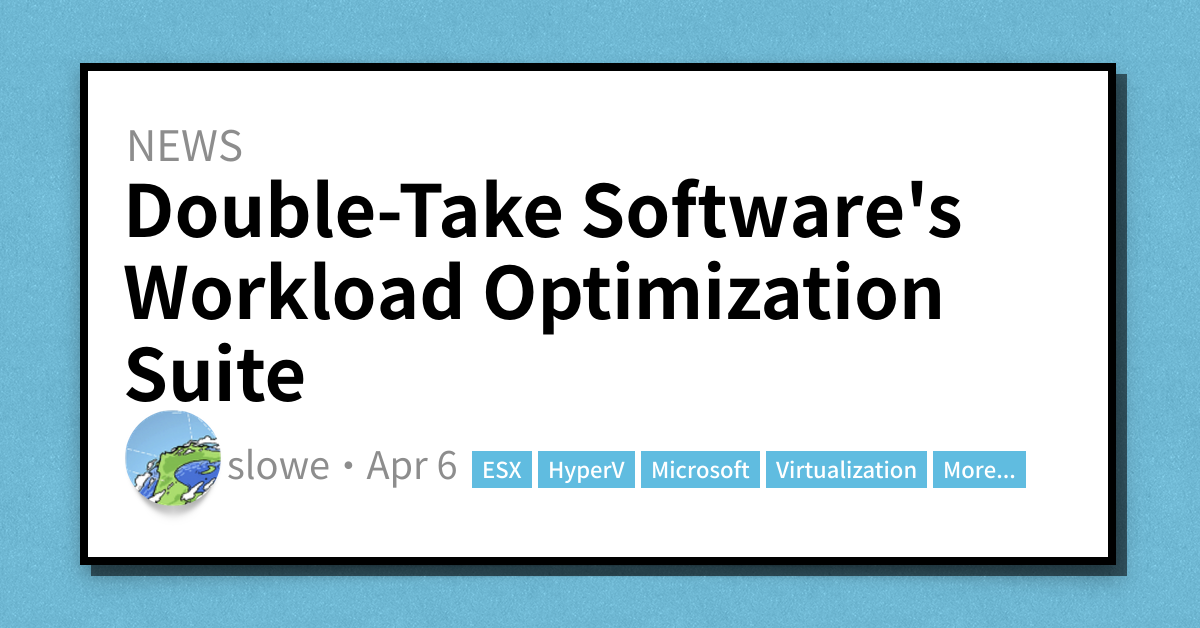 NEWS
Double-Take Software's
Workload Optimization
Suite
slowe • Apr 6 ESX HyperV Microsoft Virtualization More...